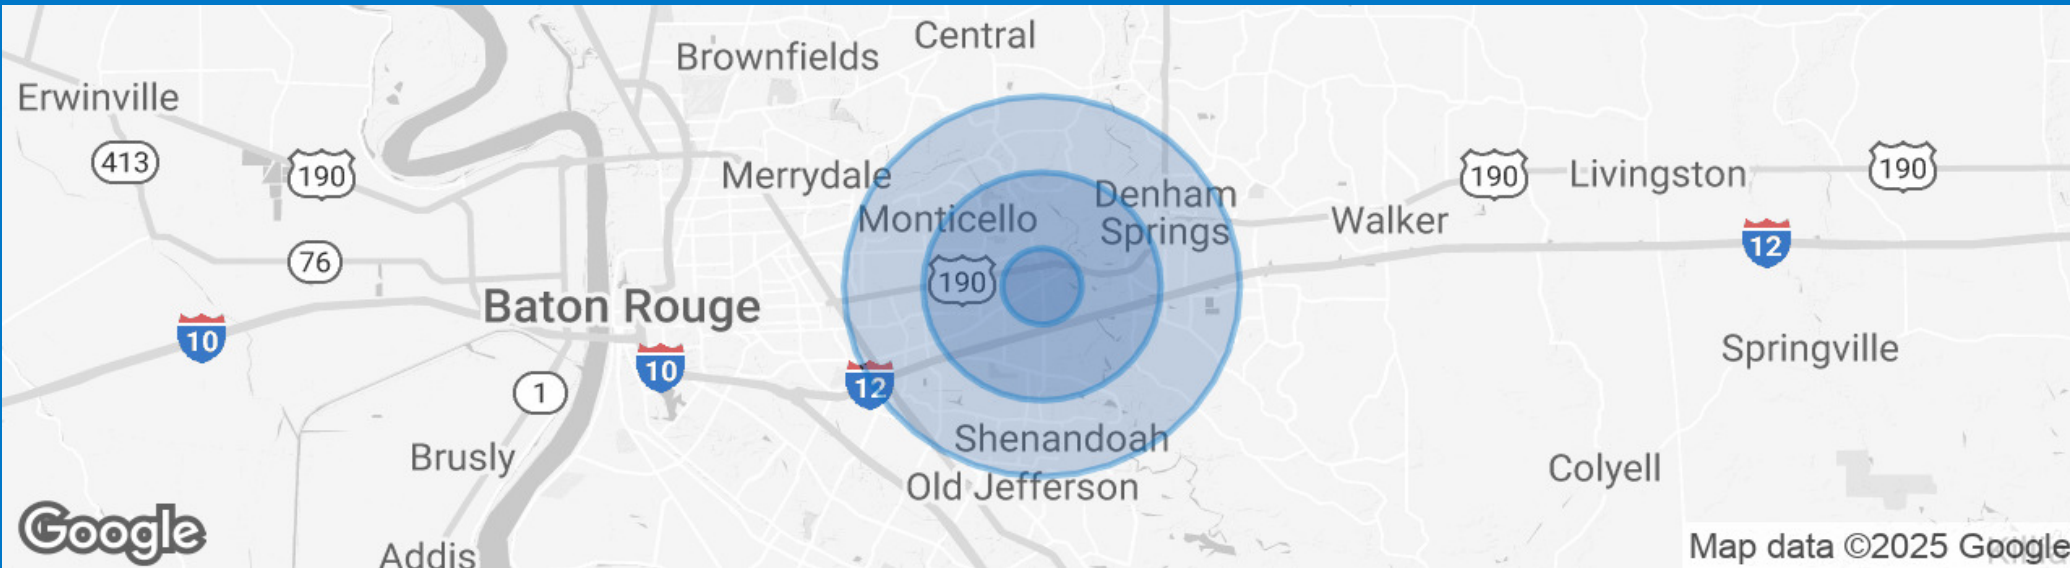 Central
Brownfields
Erwinville
413
190
Merrydale
Denham
Springs
190
Livingston
190
Monticello
Walker
12
76
190
Baton Rouge
10
10
12
1
Springville
Shenandoah
Brusly
Old Jefferson
Colyell
Google
Addis
Map data ©2025 Google